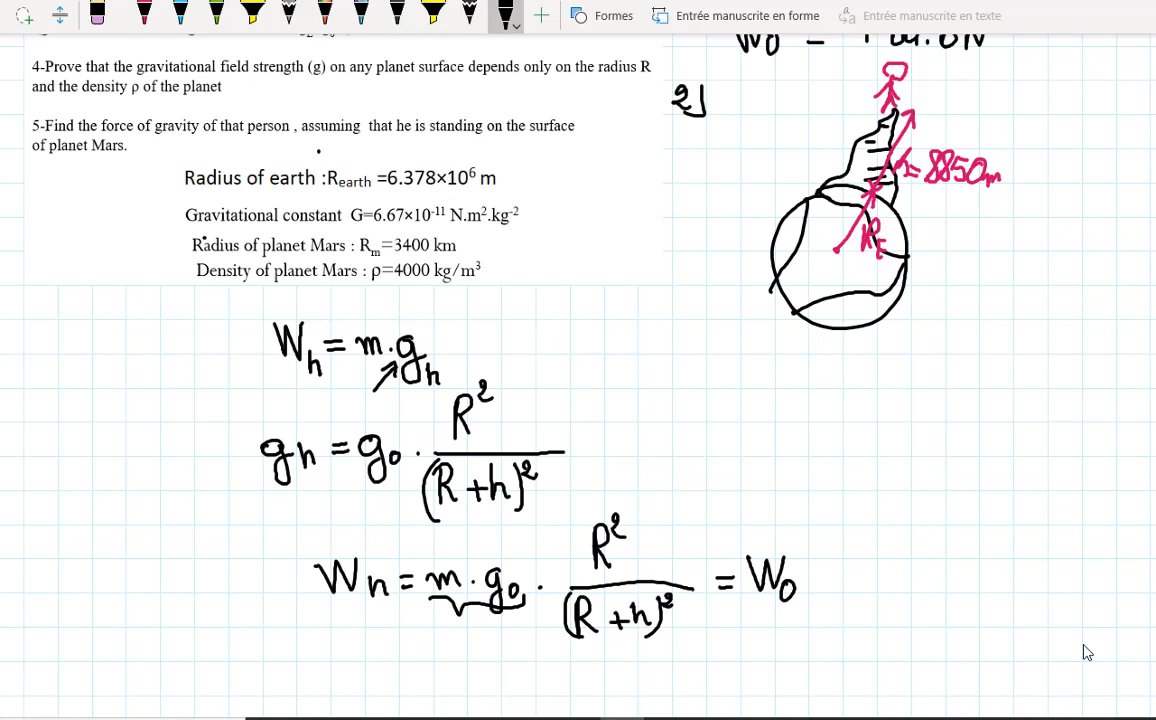 Formes
Entrée manuscrite en forme
Entrée manuscrite en texte
4-Prove that the gravitational field strength (g) on any planet surface depends only on the radius R
and the density ρ of the planet
5-Find the force of gravity of that person , assuming that he is standing on the surface
of planet Mars.
Radius of earth :R_earth =6.378×10⁶ m
Gravitational constant G=6.67×10⁻¹¹ N.m².kg⁻²
Radius of planet Mars : Rₘ=3400 km
Density of planet Mars : ρ=4000 kg/m³
2)
h=8850m
R_E
W_h = m.g_h
gh = g₀ . R² / (R+h)²
Wh = m.g₀ . R² / (R+h)² = W₀